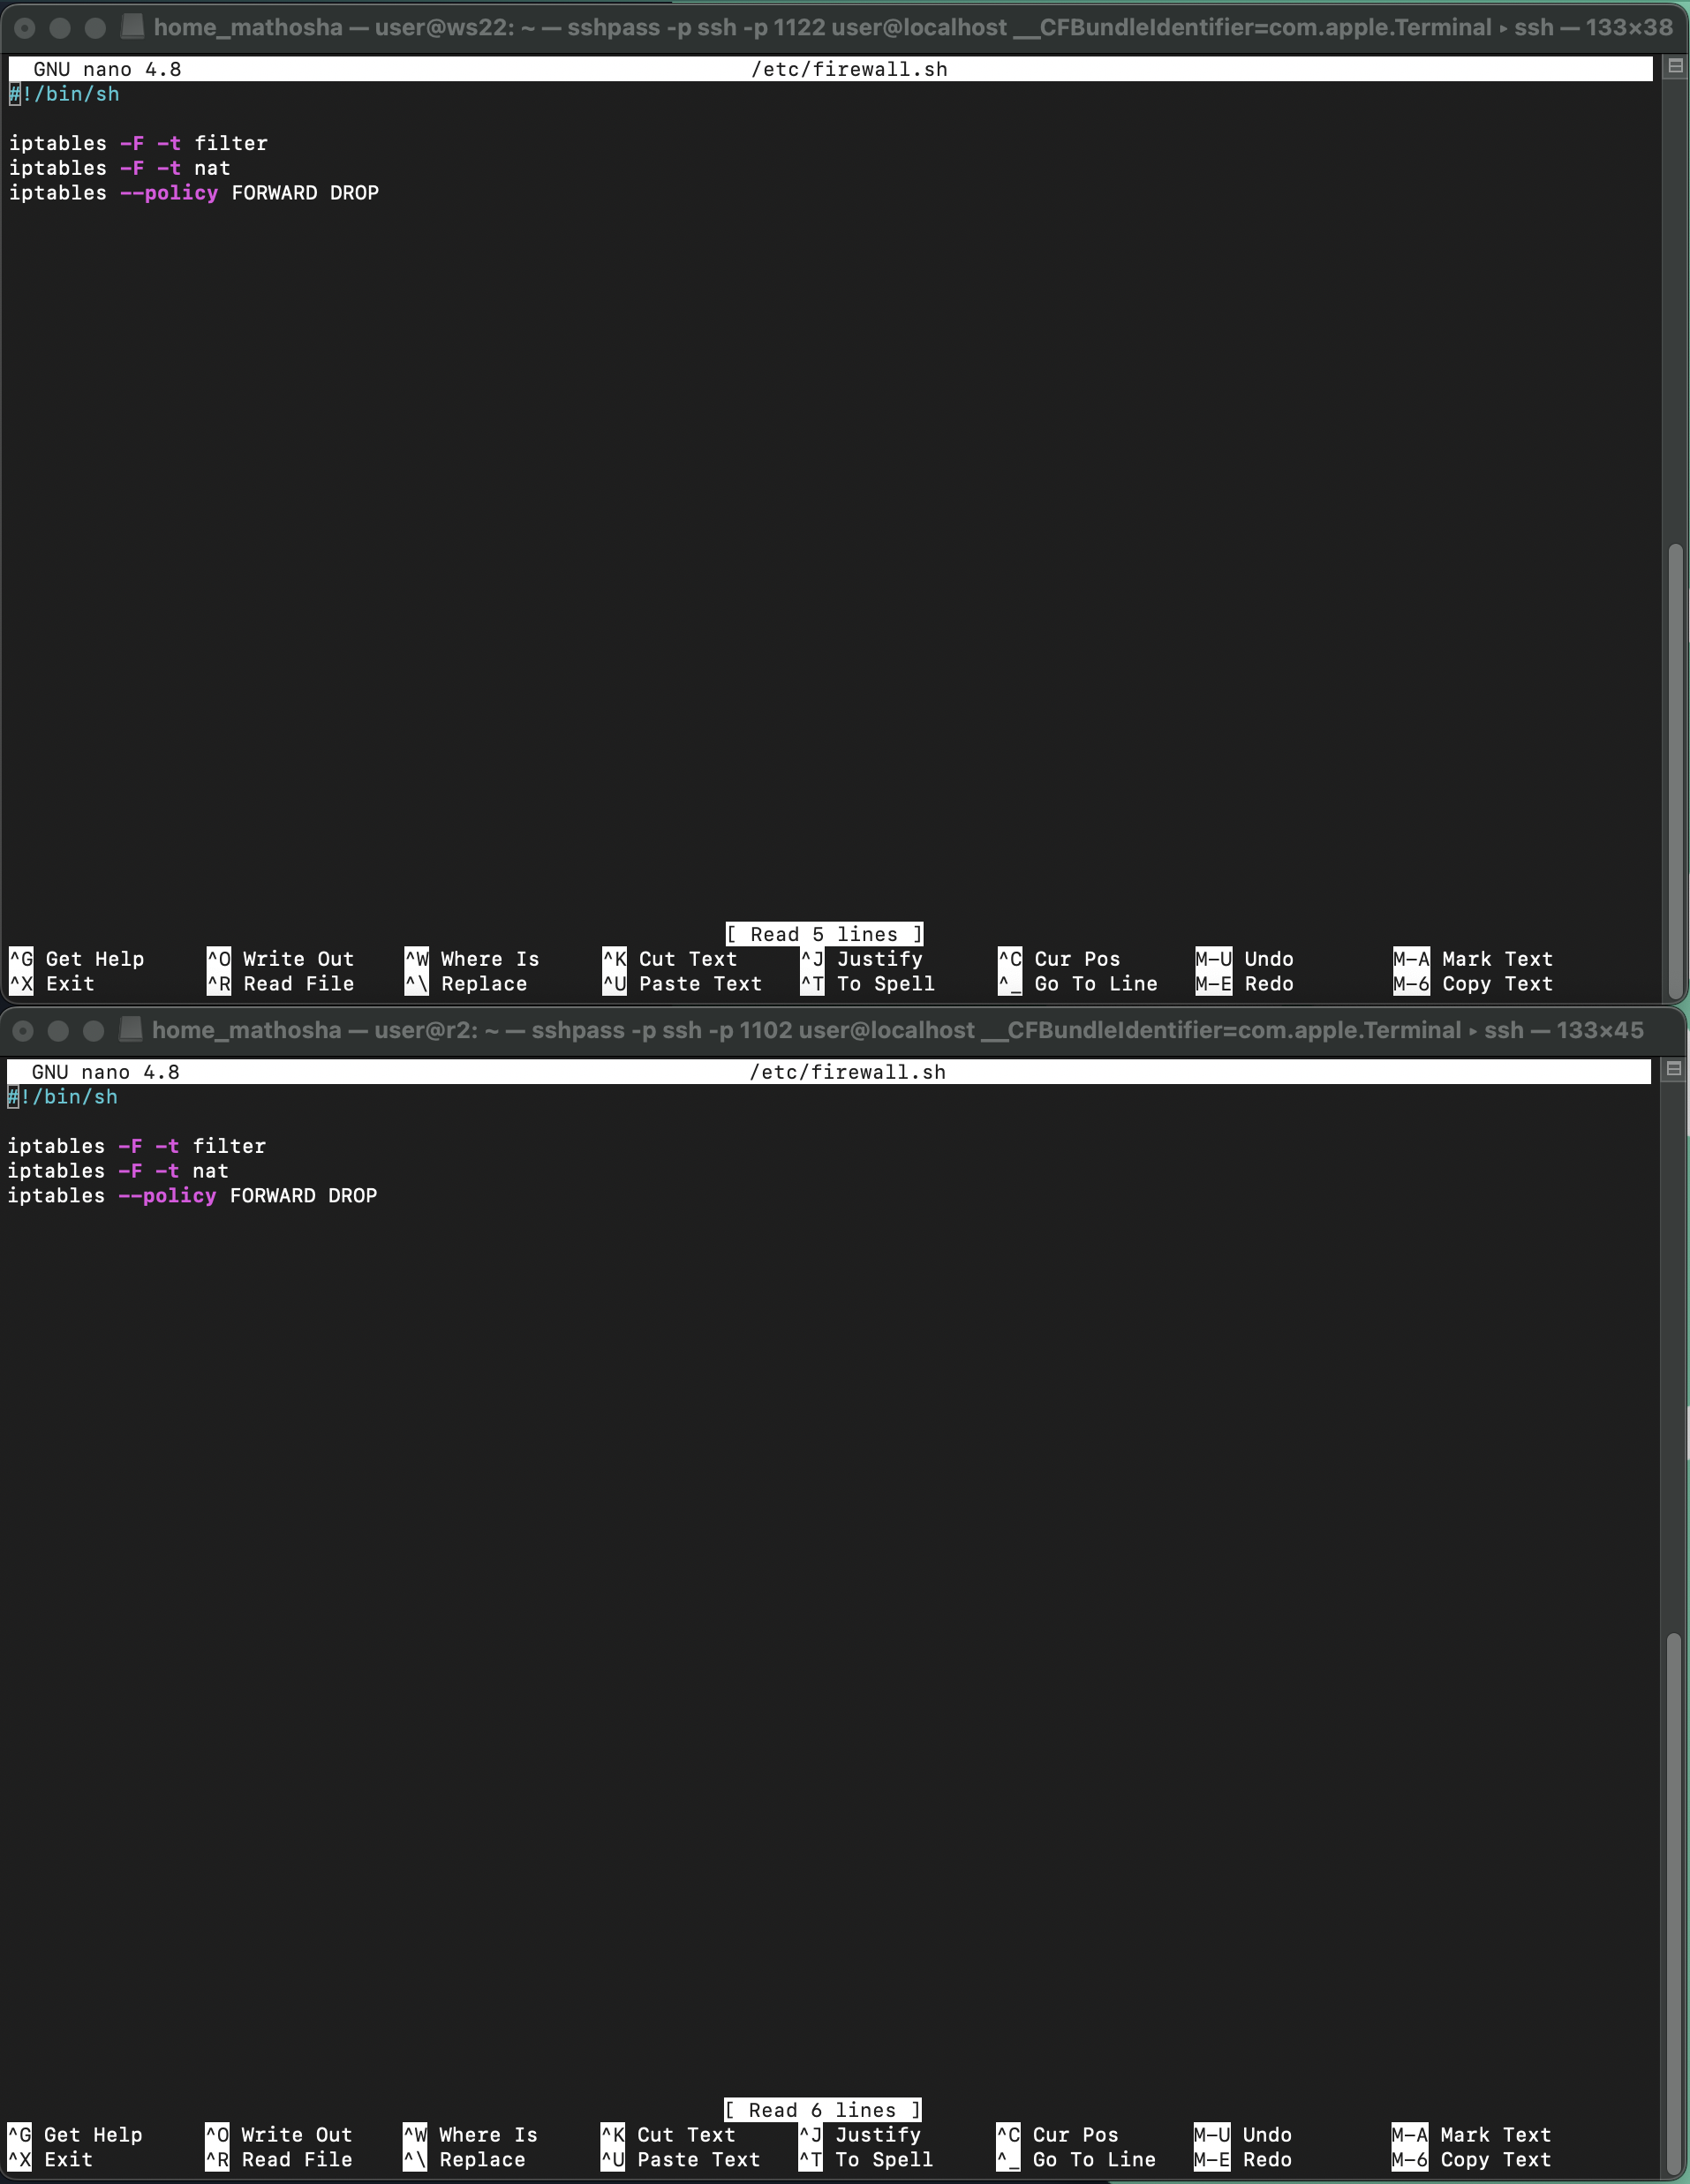 home_mathosha — user@ws22: ~ — sshpass -p ssh -p 1122 user@localhost __CFBundleIdentifier=com.apple.Terminal ▸ ssh — 133×38
GNU nano 4.8 /etc/firewall.sh
#!/bin/sh
iptables -F -t filter
iptables -F -t nat
iptables --policy FORWARD DROP
[ Read 5 lines ]
^G Get Help ^O Write Out ^W Where Is ^K Cut Text ^J Justify ^C Cur Pos M-U Undo M-A Mark Text
^X Exit ^R Read File ^\ Replace ^U Paste Text ^T To Spell ^_ Go To Line M-E Redo M-6 Copy Text
home_mathosha — user@r2: ~ — sshpass -p ssh -p 1102 user@localhost __CFBundleIdentifier=com.apple.Terminal ▸ ssh — 133×45
GNU nano 4.8 /etc/firewall.sh
#!/bin/sh
iptables -F -t filter
iptables -F -t nat
iptables --policy FORWARD DROP
[ Read 6 lines ]
^G Get Help ^O Write Out ^W Where Is ^K Cut Text ^J Justify ^C Cur Pos M-U Undo M-A Mark Text
^X Exit ^R Read File ^\ Replace ^U Paste Text ^T To Spell ^_ Go To Line M-E Redo M-6 Copy Text